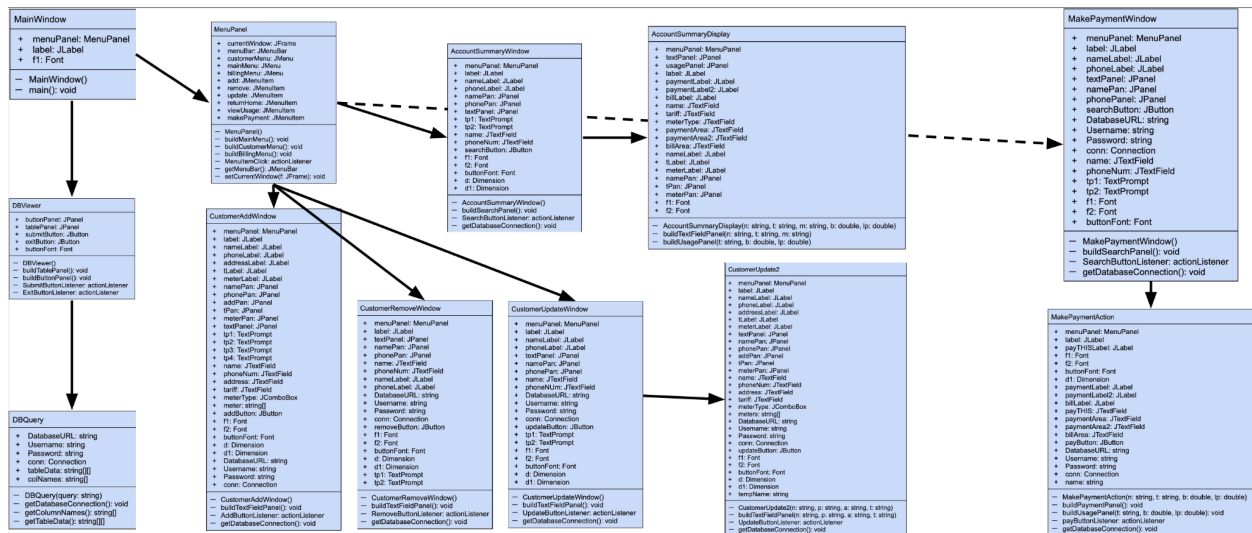 MainWindow
+ menuPanel: MenuPanel
+ label: JLabel
+ f1: Font
— MainWindow()
— main(): void
MenuPanel
+ currentWindow: JFrame
+ menuBar: JMenuBar
+ customerMenu: JMenu
+ mainMenu: JMenu
+ billingMenu: JMenu
+ add: JMenuItem
+ remove: JMenuItem
+ update: JMenuItem
+ returnHome: JMenuItem
+ viewUsage: JMenuItem
+ makePayment: JMenuItem
— MenuPanel()
— buildMainMenu(): void
— buildCustomerMenu(): void
— buildBillingMenu(): void
— MenuItemClick: actionListener
— getMenuBar(): JMenuBar
— setCurrentWindow(f: JFrame): void
AccountSummaryWindow
+ menuPanel: MenuPanel
+ label: JLabel
+ nameLabel: JLabel
+ phoneLabel: JLabel
+ namePan: JPanel
+ phonePan: JPanel
+ textPanel: JPanel
+ tp1: TextPrompt
+ tp2: TextPrompt
+ name: JTextField
+ phoneNum: JTextField
+ searchButton: JButton
+ f1: Font
+ f2: Font
+ buttonFont: Font
+ d: Dimension
+ d1: Dimension
— AccountSummaryWindow()
— buildSearchPanel(): void
— SearchButtonListener: actionListener
— getDatabaseConnection(): void
AccountSummaryDisplay
+ menuPanel: MenuPanel
+ textPanel: JPanel
+ usagePanel: JPanel
+ label: JLabel
+ paymentLabel: JLabel
+ paymentLabel2: JLabel
+ billLabel: JLabel
+ name: JTextField
+ tariff: JTextField
+ meterType: JTextField
+ paymentArea: JTextField
+ paymentArea2: JTextField
+ billArea: JTextField
+ nameLabel: JLabel
+ tLabel: JLabel
+ meterLabel: JLabel
+ namePan: JPanel
+ tPan: JPanel
+ meterPan: JPanel
+ f1: Font
+ f2: Font
— AccountSummaryDisplay(n: string, t: string, m: string, b: double, lp: double)
— buildTextFieldPanel(n: string, t: string, m: string)
— buildUsagePanel(t: string, b: double, lp: double)
MakePaymentWindow
+ menuPanel: MenuPanel
+ label: JLabel
+ nameLabel: JLabel
+ phoneLabel: JLabel
+ textPanel: JPanel
+ namePan: JPanel
+ phonePanel: JPanel
+ searchButton: JButton
+ DatabaseURL: string
+ Username: string
+ Password: string
+ conn: Connection
+ name: JTextField
+ phoneNum: JTextField
+ tp1: TextPrompt
+ tp2: TextPrompt
+ f1: Font
+ f2: Font
+ buttonFont: Font
— MakePaymentWindow()
— buildSearchPanel(): void
— SearchButtonListener: actionListener
— getDatabaseConnection(): void
DBViewer
+ buttonPanel: JPanel
+ tablePanel: JPanel
+ submitButton: JButton
+ exitButton: JButton
+ buttonFont: Font
— DBViewer()
— buildTablePanel(): void
— buildButtonPanel(): void
— SubmitButtonListener: actionListener
— ExitButtonListener: actionListener
CustomerAddWindow
+ menuPanel: MenuPanel
+ label: JLabel
+ nameLabel: JLabel
+ phoneLabel: JLabel
+ addressLabel: JLabel
+ tLabel: JLabel
+ meterLabel: JLabel
+ namePan: JPanel
+ phonePan: JPanel
+ addPan: JPanel
+ tPan: JPanel
+ meterPan: JPanel
+ textPanel: JPanel
+ tp1: TextPrompt
+ tp2: TextPrompt
+ tp3: TextPrompt
+ tp4: TextPrompt
+ name: JTextField
+ phoneNum: JTextField
+ address: JTextField
+ tariff: JTextField
+ meterType: JComboBox
+ meter: string[]
+ addButton: JButton
+ f1: Font
+ f2: Font
+ buttonFont: Font
+ d: Dimension
+ d1: Dimension
+ DatabaseURL: string
+ Username: string
+ Password: string
+ conn: Connection
— CustomerAddWindow()
— buildTextFieldPanel(): void
— AddButtonListener: actionListener
— getDatabaseConnection(): void
CustomerRemoveWindow
+ menuPanel: MenuPanel
+ label: JLabel
+ textPanel: JPanel
+ namePan: JPanel
+ phonePan: JPanel
+ name: JTextField
+ phoneNum: JTextField
+ nameLabel: JLabel
+ phoneLabel: JLabel
+ DatabaseURL: string
+ Username: string
+ Password: string
+ conn: Connection
+ removeButton: JButton
+ f1: Font
+ f2: Font
+ buttonFont: Font
+ d: Dimension
+ d1: Dimension
+ tp1: TextPrompt
+ tp2: TextPrompt
— CustomerRemoveWindow()
— buildTextFieldPanel(): void
— RemoveButtonListener: actionListener
— getDatabaseConnection(): void
CustomerUpdateWindow
+ menuPanel: MenuPanel
+ label: JLabel
+ nameLabel: JLabel
+ phoneLabel: JLabel
+ textPanel: JPanel
+ namePan: JPanel
+ phonePan: JPanel
+ name: JTextField
+ phoneNUm: JTextField
+ DatabaseURL: string
+ Username: string
+ Password: string
+ conn: Connection
+ updateButton: JButton
+ tp1: TextPrompt
+ tp2: TextPrompt
+ f1: Font
+ f2: Font
+ buttonFont: Font
+ d: Dimension
+ d1: Dimension
— CustomerUpdateWindow()
— buildTextFieldPanel(): void
— UpdateButtonListener: actionListener
— getDatabaseConnection(): void
CustomerUpdate2
+ menuPanel: MenuPanel
+ label: JLabel
+ nameLabel: JLabel
+ phoneLabel: JLabel
+ addressLabel: JLabel
+ tLabel: JLabel
+ meterLabel: JLabel
+ textPanel: JPanel
+ namePan: JPanel
+ phonePan: JPanel
+ addPan: JPanel
+ tPan: JPanel
+ meterPan: JPanel
+ name: JTextField
+ phoneNum: JTextField
+ address: JTextField
+ tariff: JTextField
+ meterType: JComboBox
+ meters: string[]
+ DatabaseURL: string
+ Username: string
+ Password: string
+ conn: Connection
+ updateButton: JButton
+ f1: Font
+ f2: Font
+ buttonFont: Font
+ d: Dimension
+ d1: Dimension
+ tempName: string
— CustomerUpdate2(n: string, p: string, a: string, t: string)
— buildTextFieldPanel(n: string, p: string, a: string, t: string)
— UpdateButtonListener: actionListener
— getDatabaseConnection(): void
MakePaymentAction
+ menuPanel: MenuPanel
+ label: JLabel
+ payTHISLabel: JLabel
+ f1: Font
+ f2: Font
+ buttonFont: Font
+ d1: Dimension
+ paymentLabel: JLabel
+ paymentLabel2: JLabel
+ billLabel: JLabel
+ payTHIS: JTextField
+ paymentArea: JTextField
+ paymentArea2: JTextField
+ billArea: JTextField
+ payButton: JButton
+ DatabaseURL: string
+ Username: string
+ Password: string
+ conn: Connection
+ name: string
— MakePaymentAction(n: string, t: string, b: double, lp: double)
— buildPaymentPanel(): void
— buildUsagePanel(t: string, b: double, lp: double): void
— payButtonListener: actionListener
— getDatabaseConnection(): void
DBQuery
+ DatabaseURL: string
+ Username: string
+ Password: string
+ conn: Connection
+ tableData: string[][]
+ colNames: string[]
— DBQuery(query: string)
— getDatabaseConnection(): void
— getColumnNames(): string[]
— getTableData(): string[][]